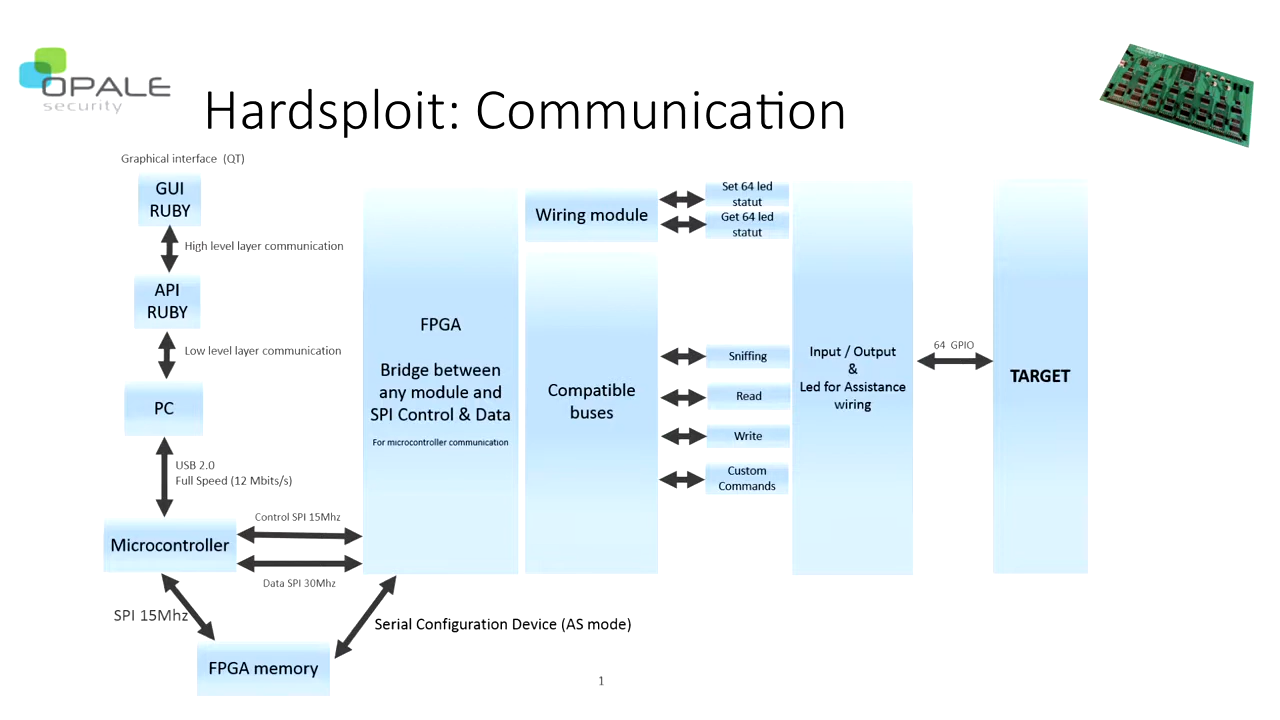 OPALE
security
Hardsploit: Communication
Graphical interface (QT)
GUI
RUBY
High level layer communication
API
RUBY
Low level layer communication
PC
USB 2.0
Full Speed (12 Mbits/s)
Microcontroller
Control SPI 15Mhz
Data SPI 30Mhz
SPI 15Mhz
FPGA memory
Serial Configuration Device (AS mode)
FPGA
Bridge between
any module and
SPI Control & Data
For microcontroller communication
Wiring module
Set 64 led
statut
Get 64 led
statut
Compatible
buses
Sniffing
Read
Write
Custom
Commands
Input / Output
&
Led for Assistance
wiring
64 GPIO
TARGET
1